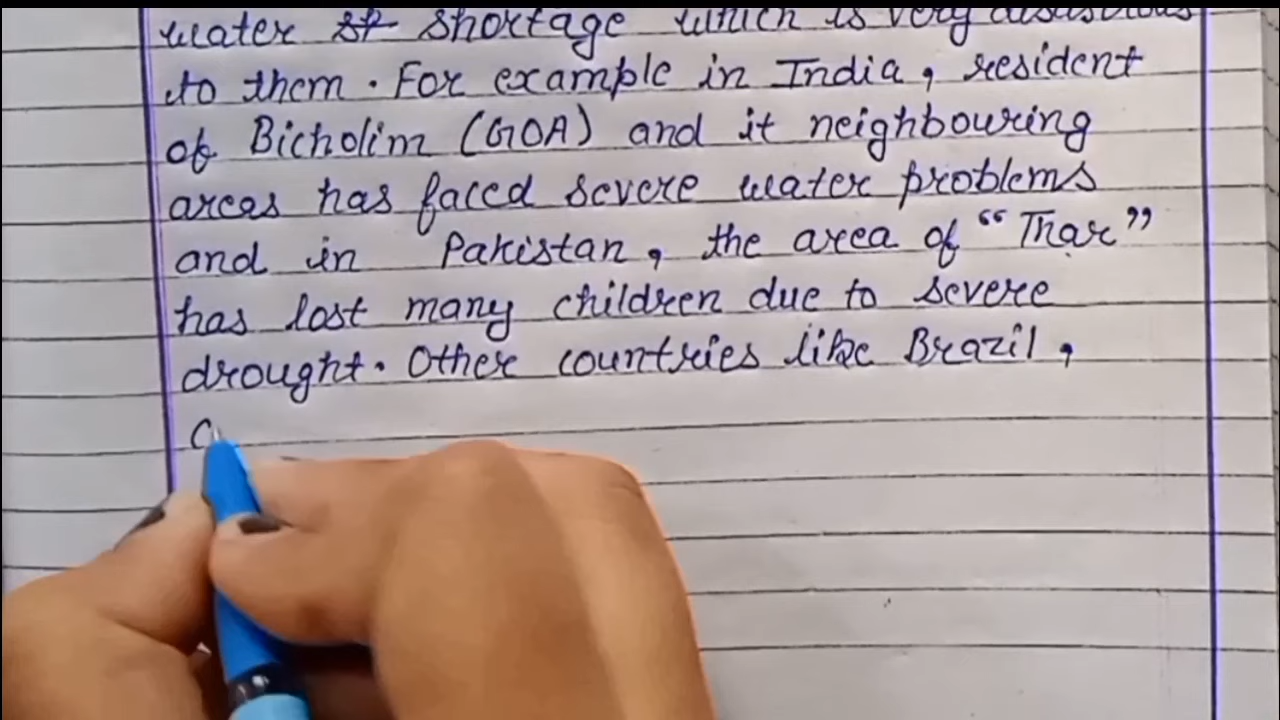 water st shortage which is very disastrous
to them. For example in India, resident
of Bicholim (GOA) and it neighbouring
areas has faced severe water problems
and in Pakistan, the area of “Thar”
has lost many children due to severe
drought. Other countries like Brazil,